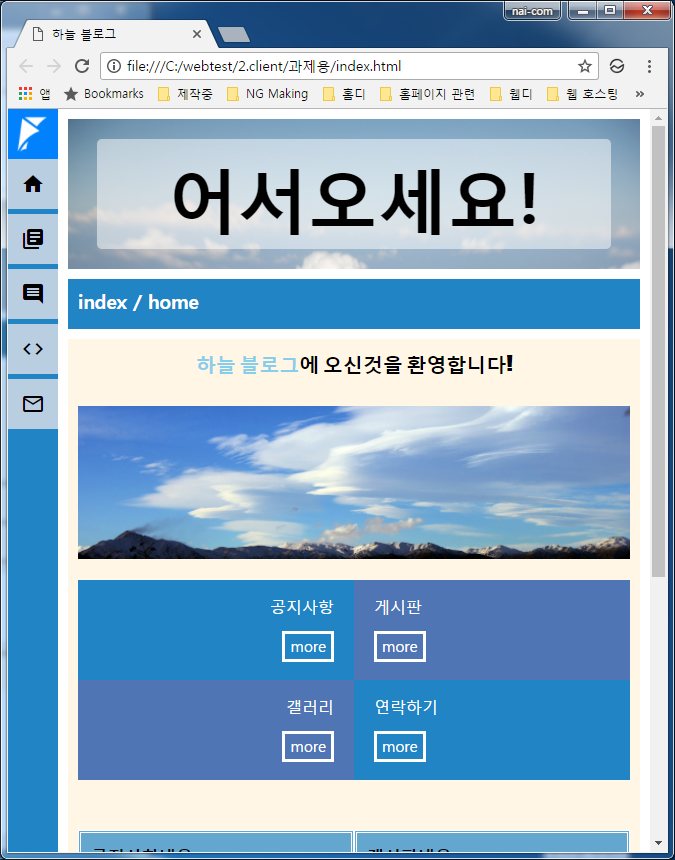 nai-com
하늘 블로그
file:///C:/webtest/2.client/과제용/index.html
앱 Bookmarks 제작중 NG Making 홈디 홈페이지 관련 웹디 웹 호스팅 »
어서오세요!
index / home
하늘 블로그에 오신것을 환영합니다!
공지사항 게시판
more more
갤러리 연락하기
more more